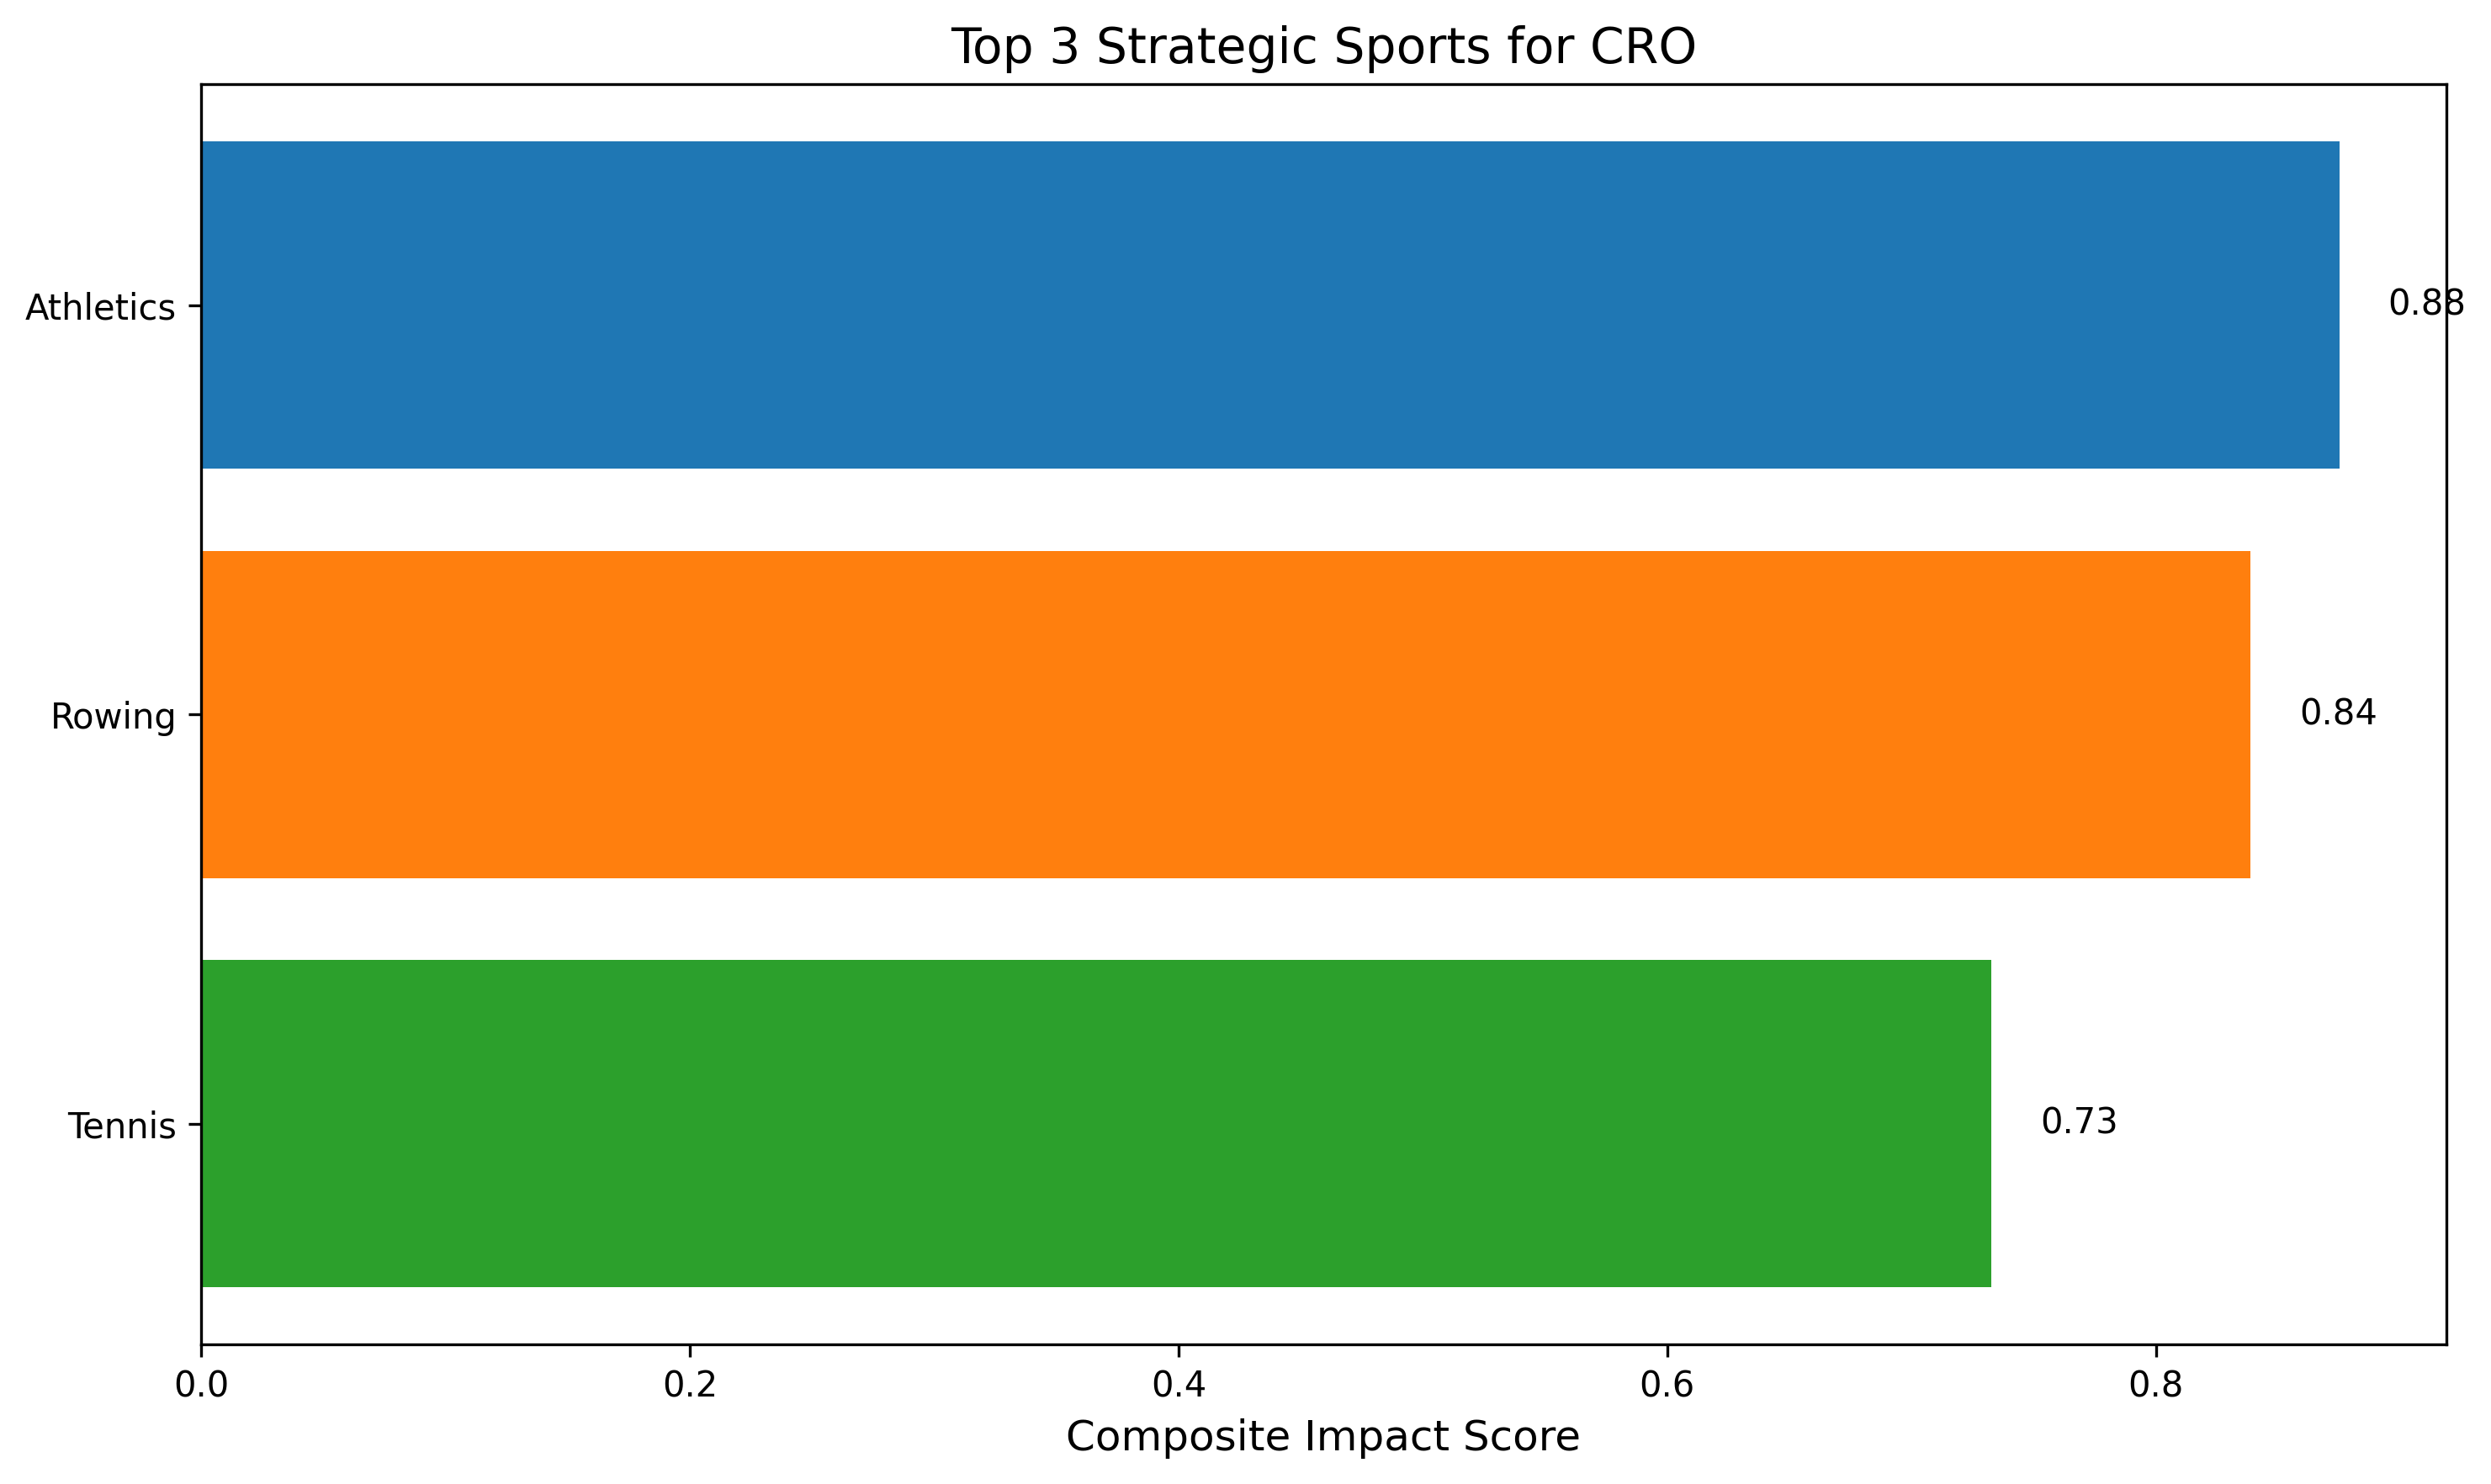 Top 3 Strategic Sports for CRO
Athletics
0.88
Rowing
0.84
Tennis
0.73
0.0 0.2 0.4 0.6 0.8
Composite Impact Score